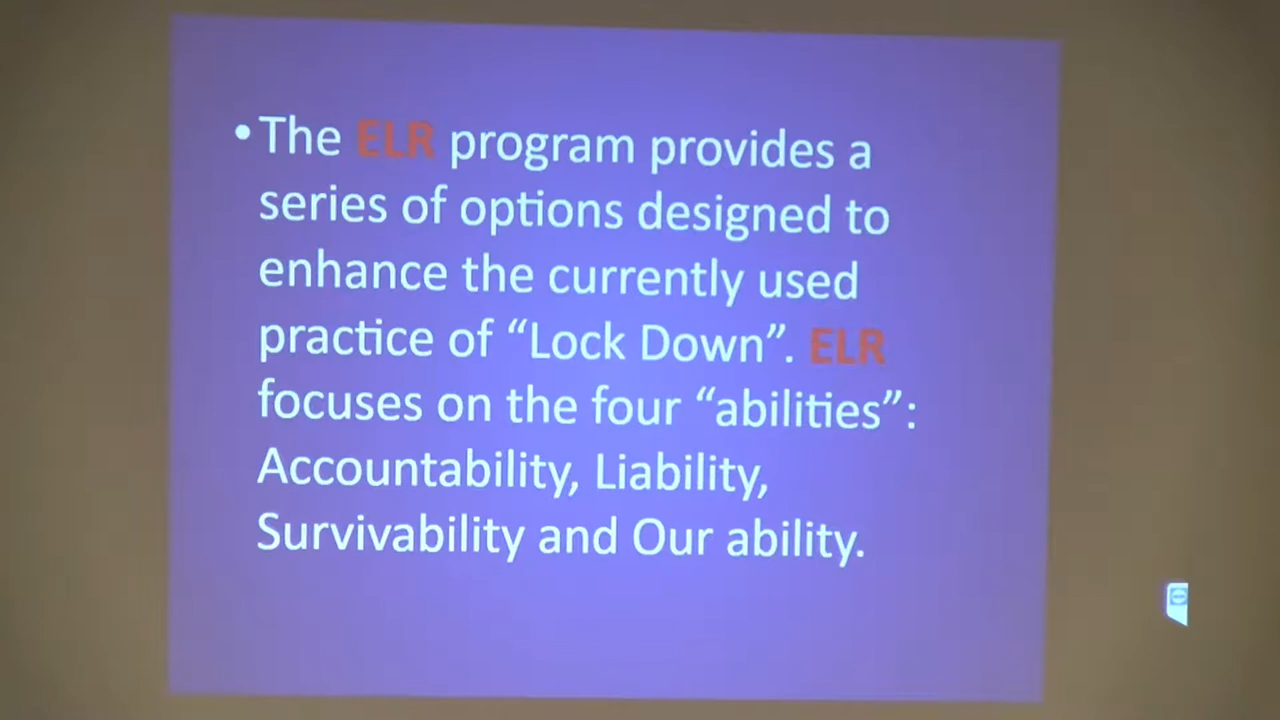 • The ELR program provides a
series of options designed to
enhance the currently used
practice of “Lock Down”. ELR
focuses on the four “abilities”:
Accountability, Liability,
Survivability and Our ability.